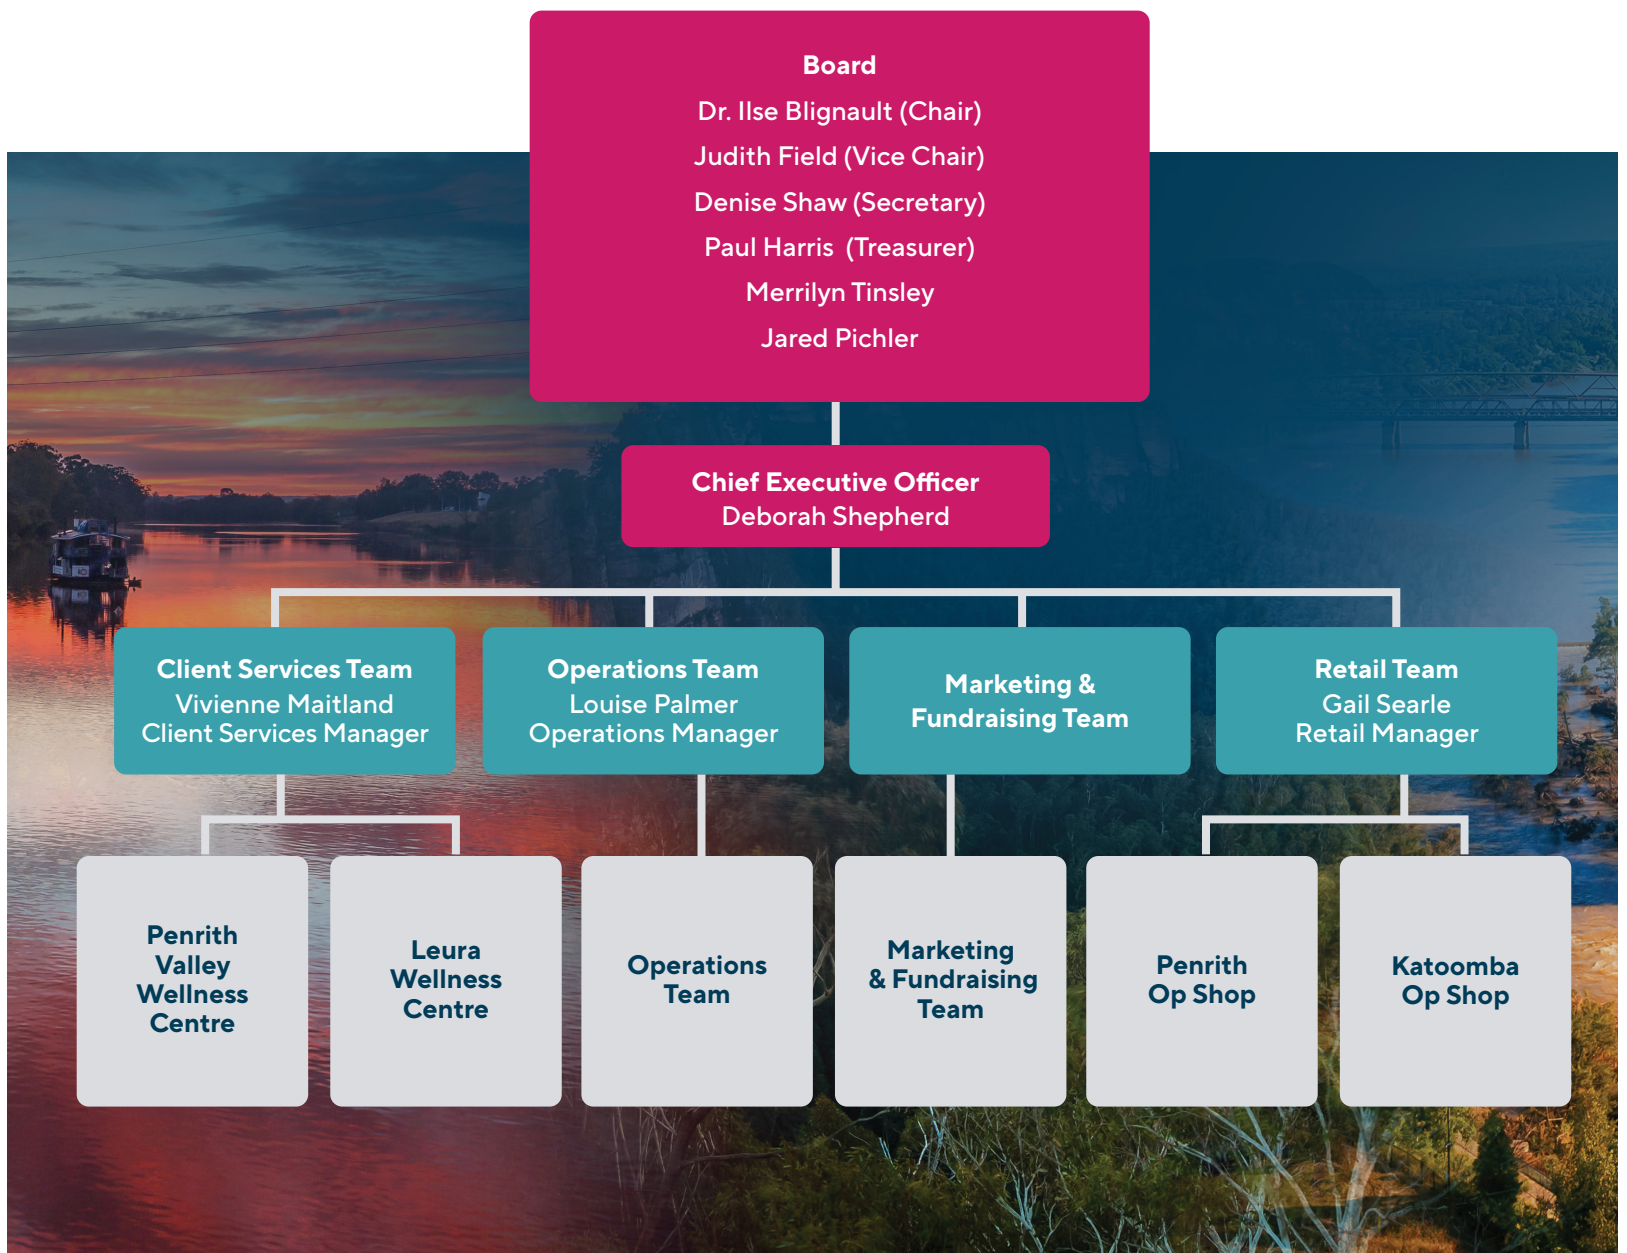 Board
Dr. Ilse Blignault (Chair)
Judith Field (Vice Chair)
Denise Shaw (Secretary)
Paul Harris  (Treasurer)
Merrilyn Tinsley
Jared Pichler
Chief Executive Officer
Deborah Shepherd
Client Services Team
Vivienne Maitland
Client Services Manager
Operations Team
Louise Palmer
Operations Manager
Marketing &
Fundraising Team
Retail Team
Gail Searle
Retail Manager
Penrith
Valley
Wellness
Centre
Leura
Wellness
Centre
Operations
Team
Marketing
& Fundraising
Team
Penrith
Op Shop
Katoomba
Op Shop